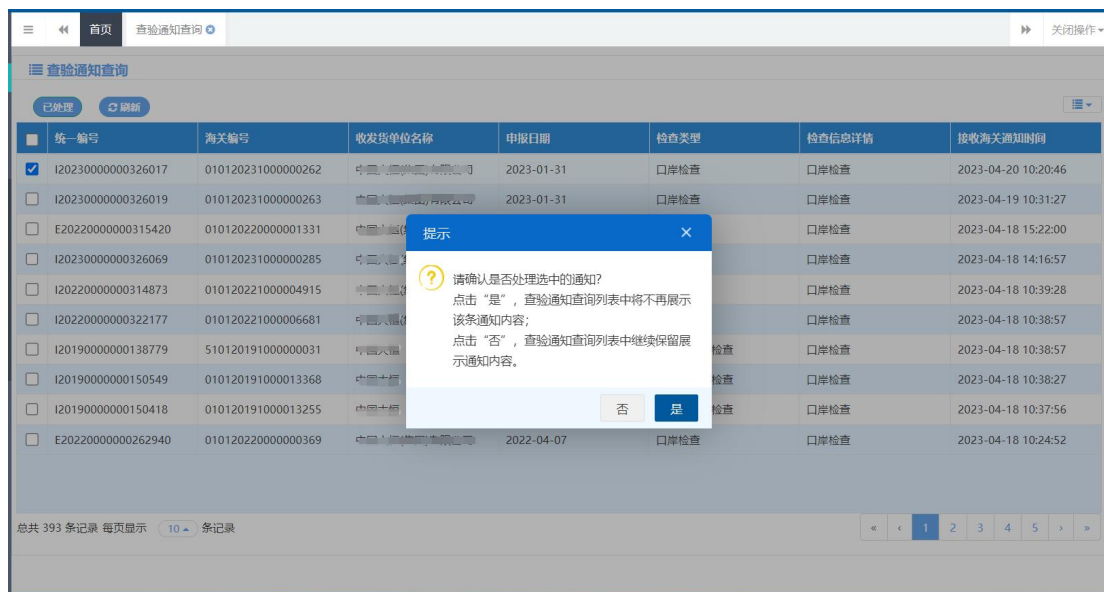 首页 查验通知查询 关闭操作
查验通知查询
已处理 刷新
统一编号 海关编号 收发货单位名称 申报日期 检查类型 检查信息详情 接收海关通知时间
I20230000000326017 010120231000000262 2023-01-31 口岸检查 口岸检查 2023-04-20 10:20:46
I20230000000326019 010120231000000263 2023-01-31 口岸检查 2023-04-19 10:31:27
E20220000000315420 010120220000001331 口岸检查 2023-04-18 15:22:00
I20230000000326069 010120231000000285 口岸检查 2023-04-18 14:16:57
I20220000000314873 010120221000004915 口岸检查 2023-04-18 10:39:28
I20220000000322177 010120221000006681 口岸检查 2023-04-18 10:38:57
I20190000000138779 510120191000000031 检查 口岸检查 2023-04-18 10:38:57
I20190000000150549 010120191000013368 检查 口岸检查 2023-04-18 10:38:27
I20190000000150418 010120191000013255 检查 口岸检查 2023-04-18 10:37:56
E20220000000262940 010120220000000369 2022-04-07 口岸检查 口岸检查 2023-04-18 10:24:52
提示
请确认是否处理选中的通知?
点击“是”，查验通知查询列表中将不再展示
该条通知内容;
点击“否”，查验通知查询列表中继续保留展
示通知内容。
否 是
总共 393 条记录 每页显示 10 条记录 « ‹ 1 2 3 4 5 › »